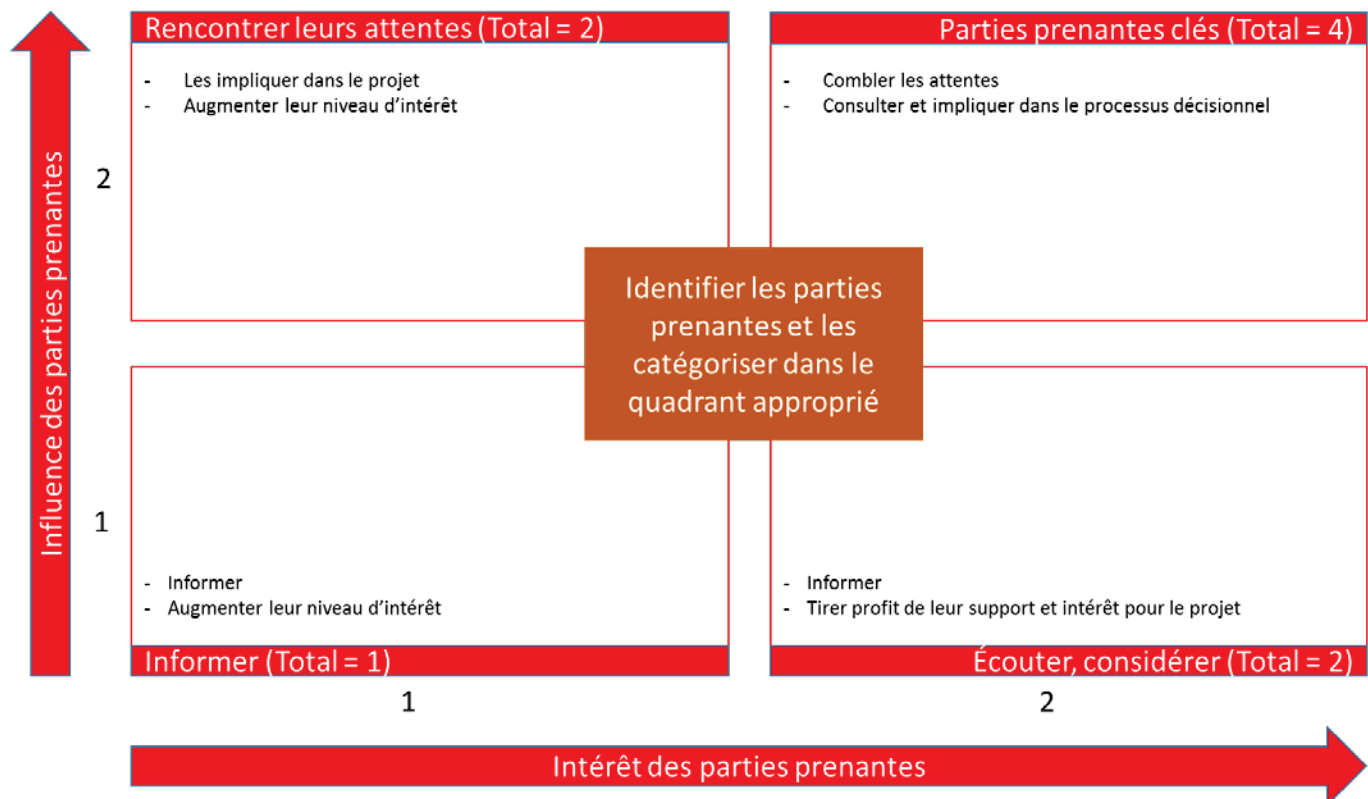 Rencontrer leurs attentes (Total = 2)
- Les impliquer dans le projet
- Augmenter leur niveau d'intérêt
Parties prenantes clés (Total = 4)
- Combler les attentes
- Consulter et impliquer dans le processus décisionnel
Influence des parties prenantes
2
1
Identifier les parties
prenantes et les
catégoriser dans le
quadrant approprié
- Informer
- Augmenter leur niveau d'intérêt
Informer (Total = 1)
- Informer
- Tirer profit de leur support et intérêt pour le projet
Écouter, considérer (Total = 2)
1
2
Intérêt des parties prenantes